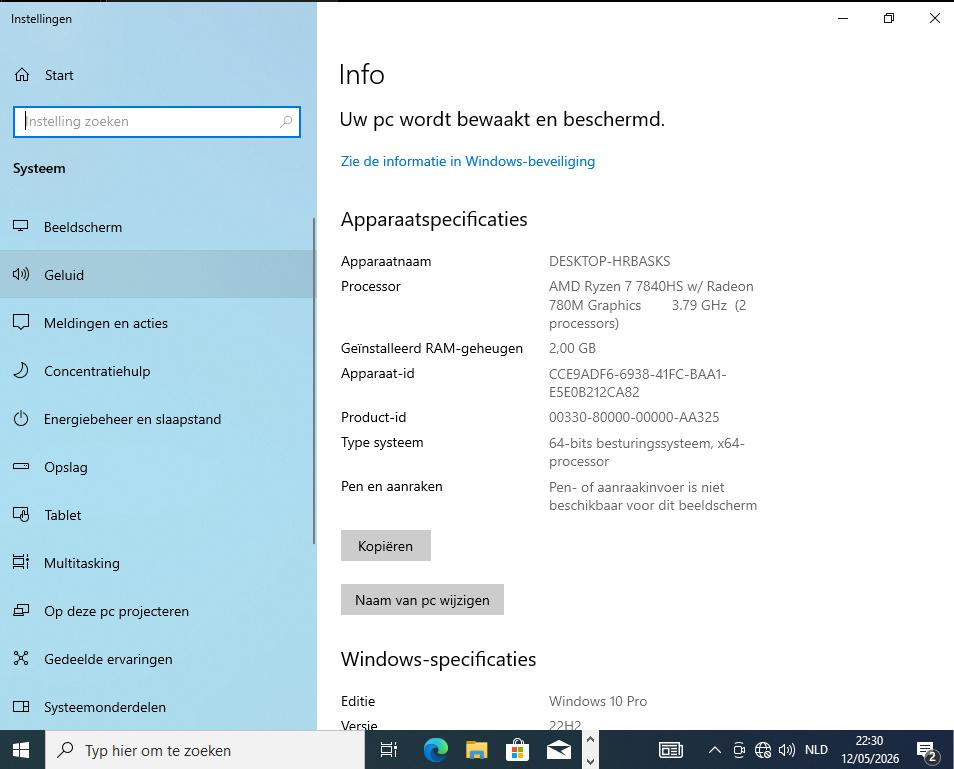 Instellingen
Start
Instelling zoeken
Systeem
Beeldscherm
Geluid
Meldingen en acties
Concentratiehulp
Energiebeheer en slaapstand
Opslag
Tablet
Multitasking
Op deze pc projecteren
Gedeelde ervaringen
Systeemonderdelen
Info
Uw pc wordt bewaakt en beschermd.
Zie de informatie in Windows-beveiliging
Apparaatspecificaties
Apparaatnaam DESKTOP-HRBASKS
Processor AMD Ryzen 7 7840HS w/ Radeon
780M Graphics 3.79 GHz (2
processors)
Geïnstalleerd RAM-geheugen 2,00 GB
Apparaat-id CCE9ADF6-6938-41FC-BAA1-
E5E0B212CA82
Product-id 00330-80000-00000-AA325
Type systeem 64-bits besturingssysteem, x64-
processor
Pen en aanraken Pen- of aanraakinvoer is niet
beschikbaar voor dit beeldscherm
Kopiëren
Naam van pc wijzigen
Windows-specificaties
Editie Windows 10 Pro
Versie 22H2
Typ hier om te zoeken
NLD
22:30
12/05/2026
2